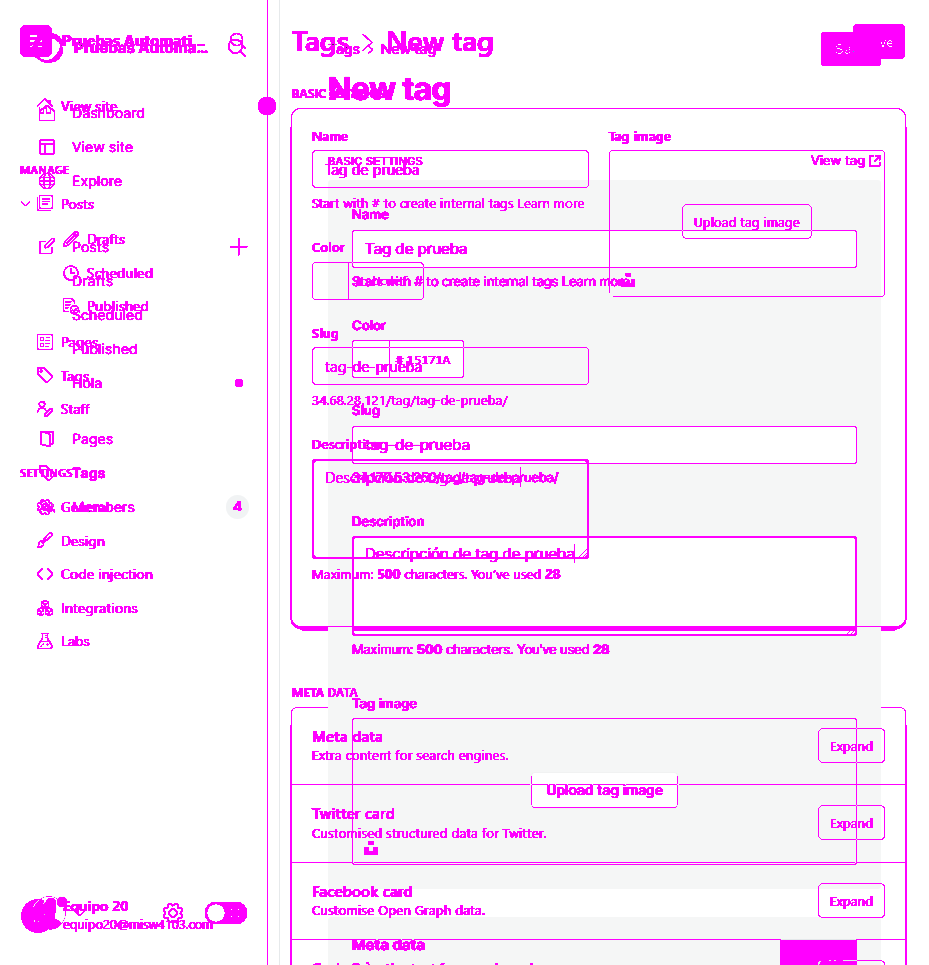 Pruebas Automati...
Pruebas Automa...
View site
Dashboard
View site
MANAGE
Explore
Posts
Drafts
Posts
Scheduled
Drafts
Published
Scheduled
Pages
Published
Tags
Hola
Staff
Pages
SETTINGS
Tags
General
Members
4
Design
Code injection
Integrations
Labs
Equipo 20
equipo20@misw4103.com
Tags
New tag
Tags
New tag
Save
New tag
BASIC SETTINGS
Name
Tag image
BASIC SETTINGS
View tag
Tag de prueba
Start with # to create internal tags Learn more
Name
Upload tag image
Color
Tag de prueba
Start with # to create internal tags Learn more
Color
Slug
#15171A
tag-de-prueba
34.68.28.121/tag/tag-de-prueba/
Slug
Description
tag-de-prueba
Descripción de tag de prueba
Description
Descripción de tag de prueba
Maximum: 500 characters. You've used 28
Maximum: 500 characters. You've used 28
META DATA
Tag image
Meta data
Extra content for search engines.
Expand
Upload tag image
Twitter card
Customised structured data for Twitter.
Expand
Facebook card
Customise Open Graph data.
Expand
Meta data